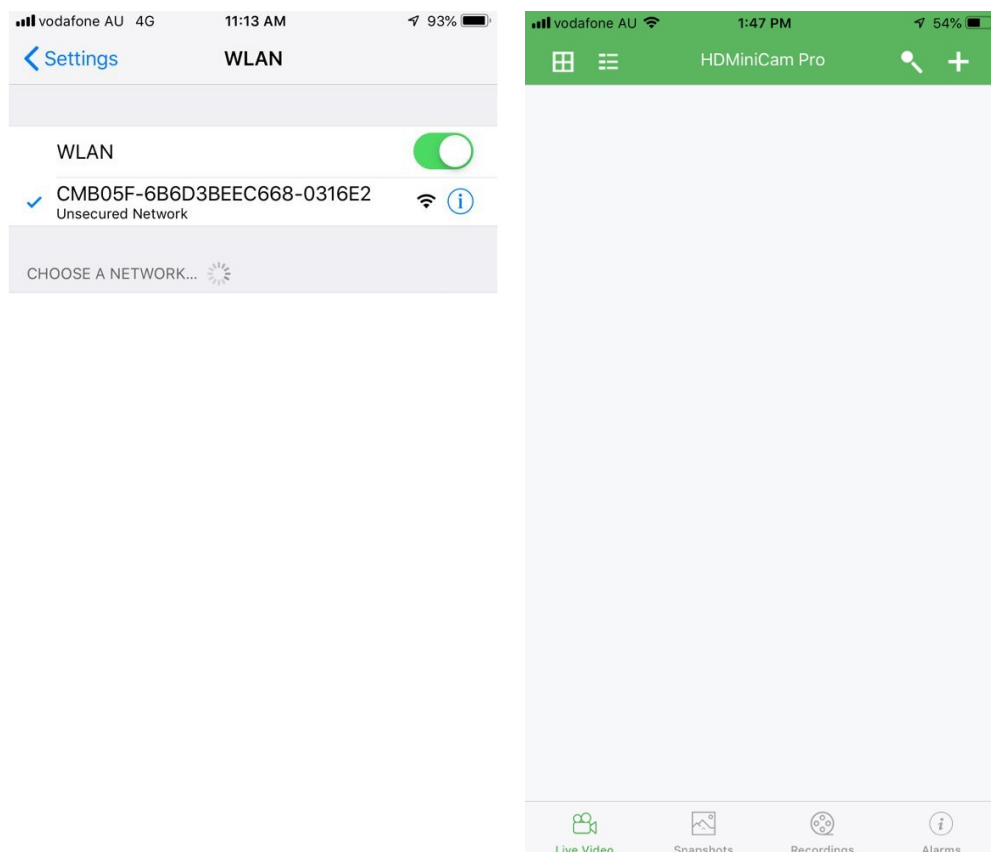 vodafone AU 4G 11:13 AM 93%
Settings WLAN
WLAN
CMB05F-6B6D3BEEC668-0316E2
Unsecured Network
CHOOSE A NETWORK...
vodafone AU 1:47 PM 54%
HDMiniCam Pro
Live Video Snapshots Recordings Alarms